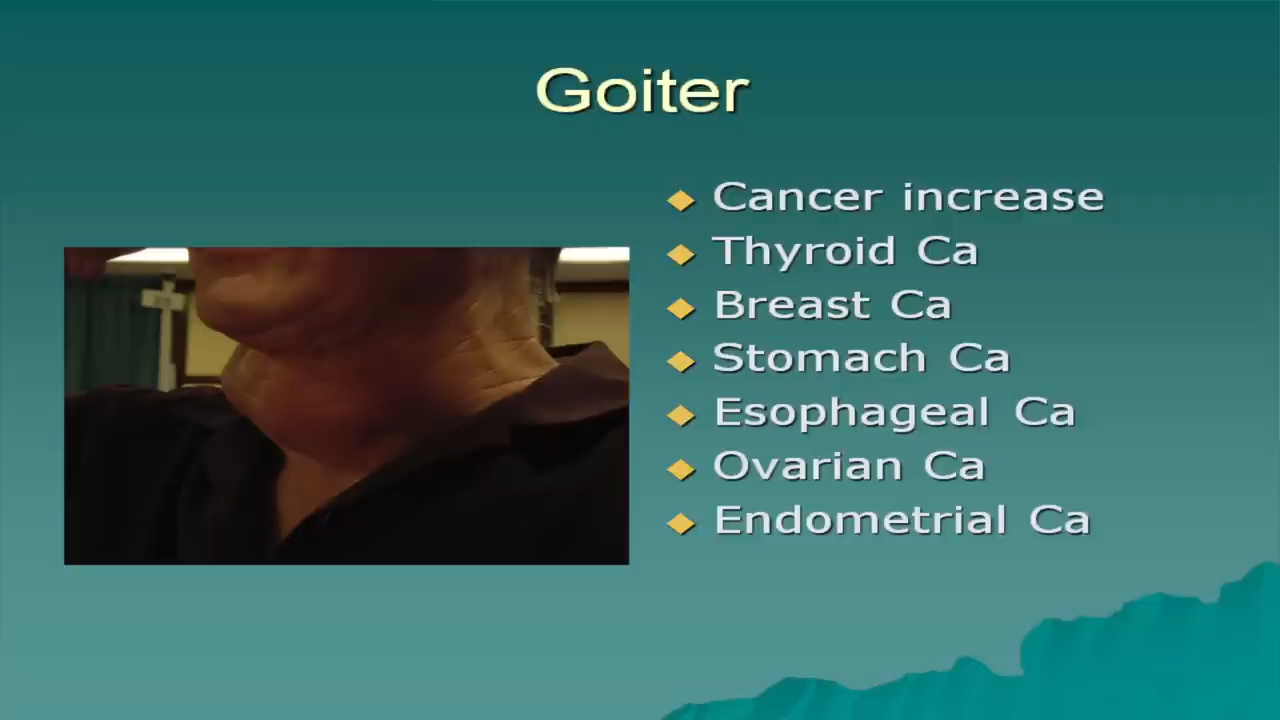 Goiter
Cancer increase
Thyroid Ca
Breast Ca
Stomach Ca
Esophageal Ca
Ovarian Ca
Endometrial Ca